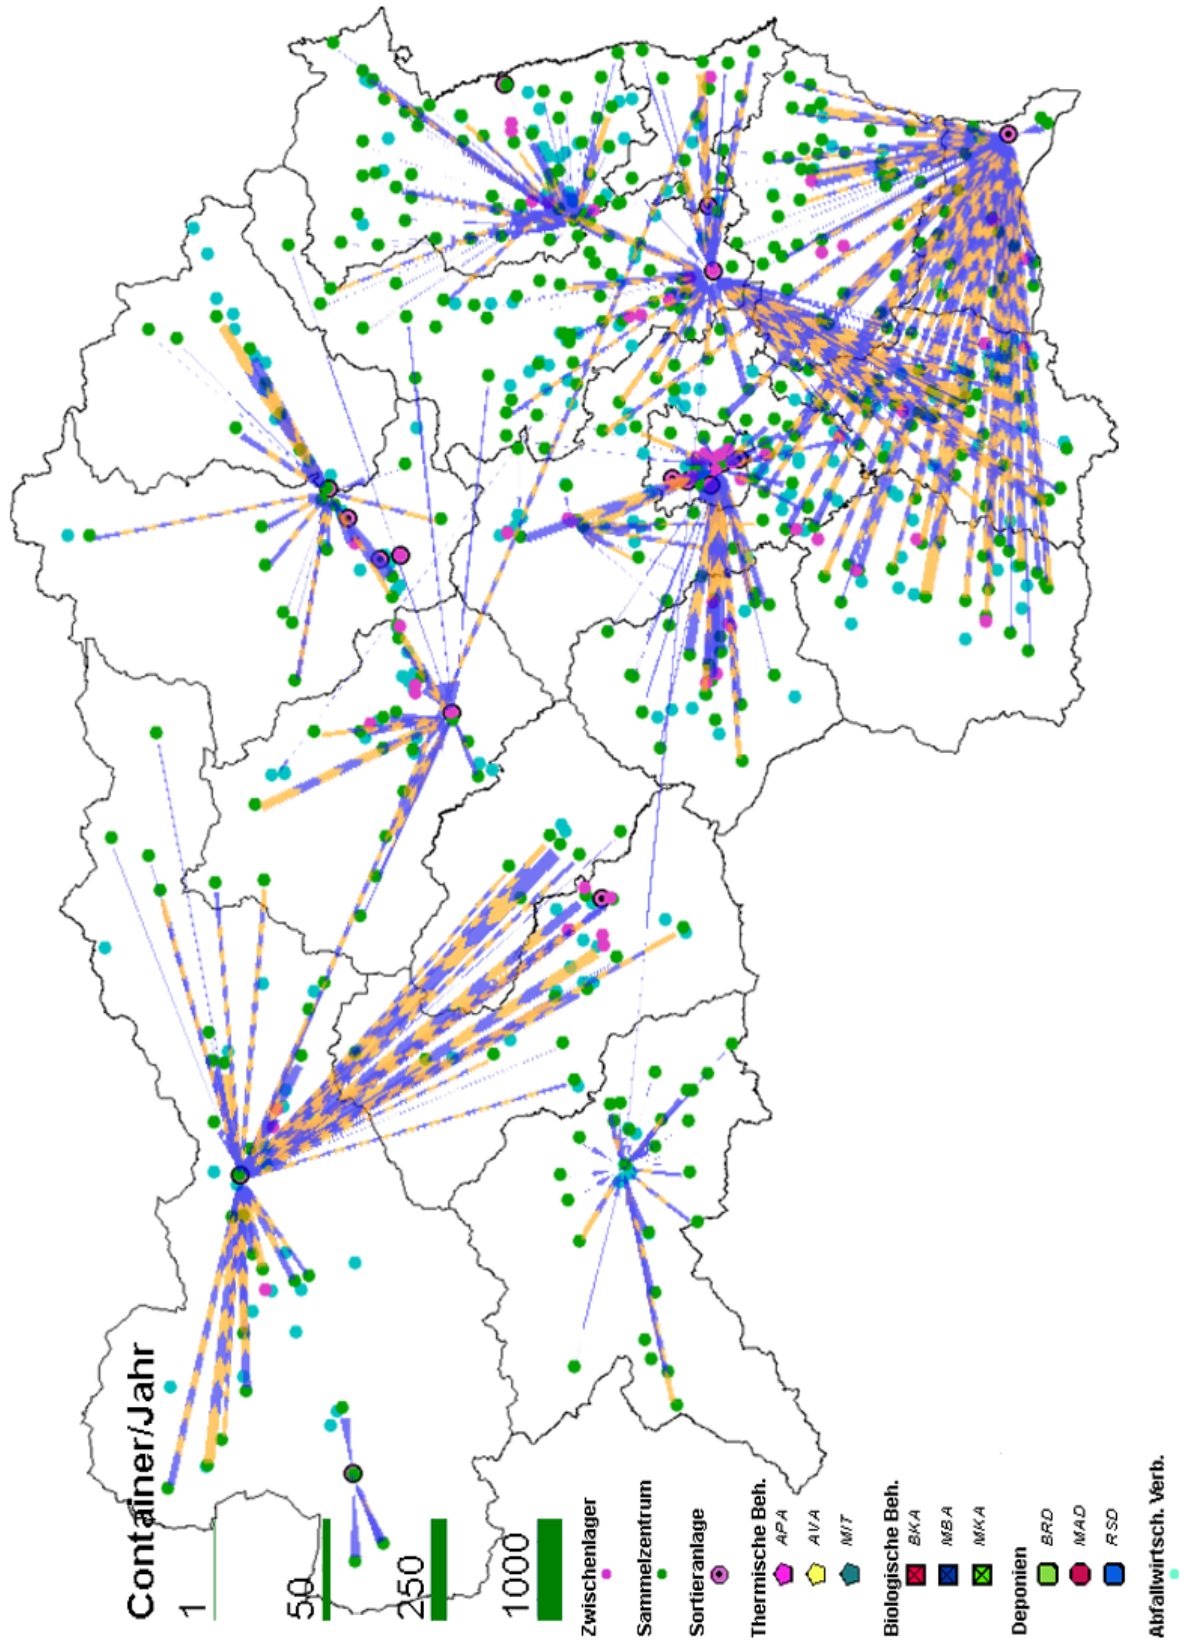 Container/Jahr
1
50
250
1000
Zwischenlager
Sammelzentrum
Sortieranlage
Thermische Beh.
APA
AVA
MIT
Biologische Beh.
BKA
MBA
MKA
Deponien
BRD
MAD
RSD
Abfallwirtsch. Verb.